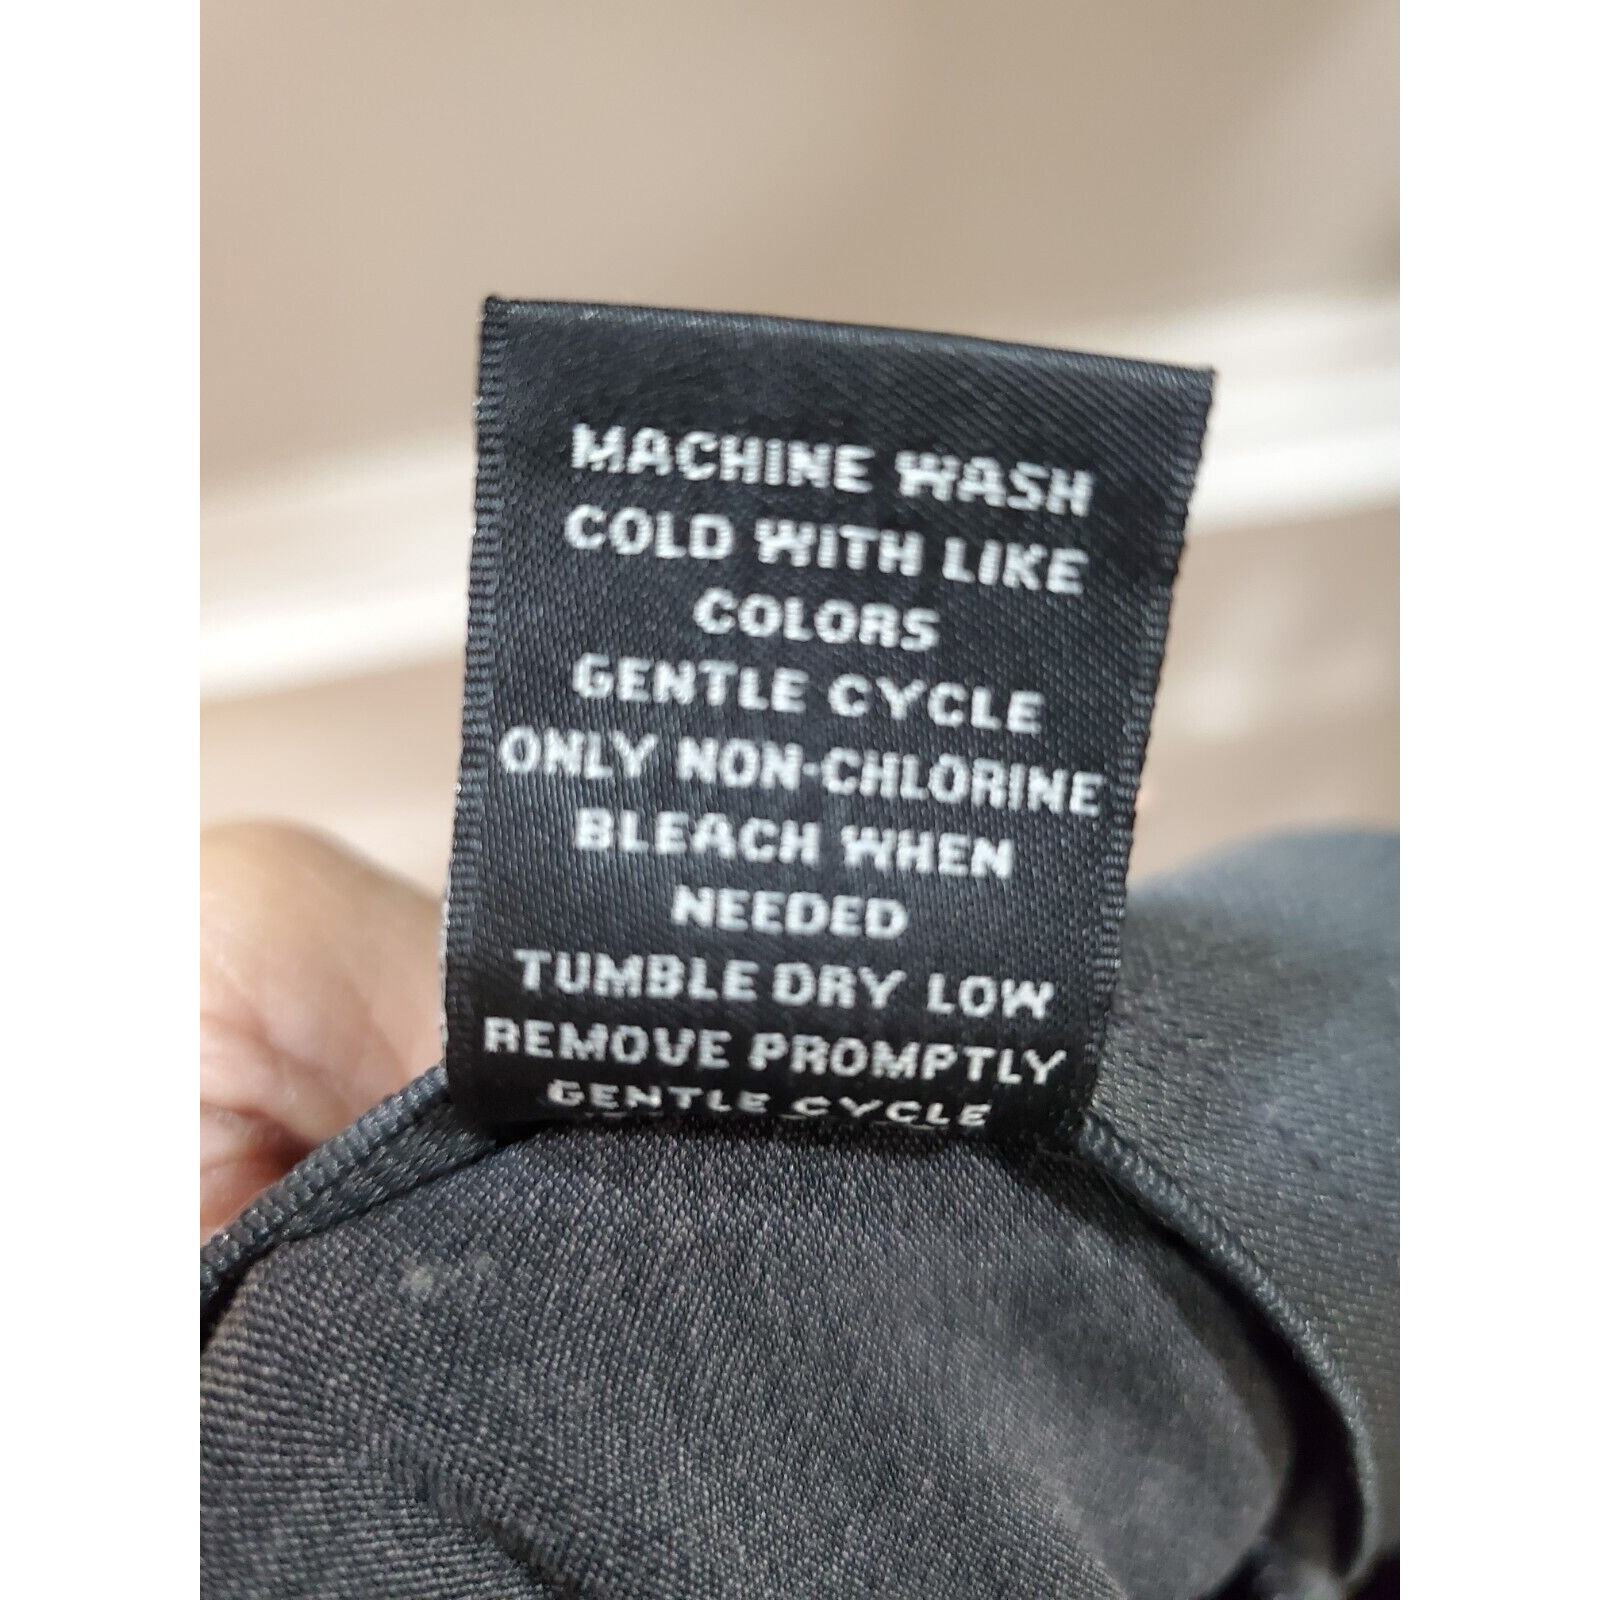 MACHINE WASH
COLD WITH LIKE
COLORS
GENTLE CYCLE
ONLY NON-CHLORINE
BLEACH WHEN
NEEDED
TUMBLE DRY LOW
REMOVE PROMPTLY
GENTLE CYCLE